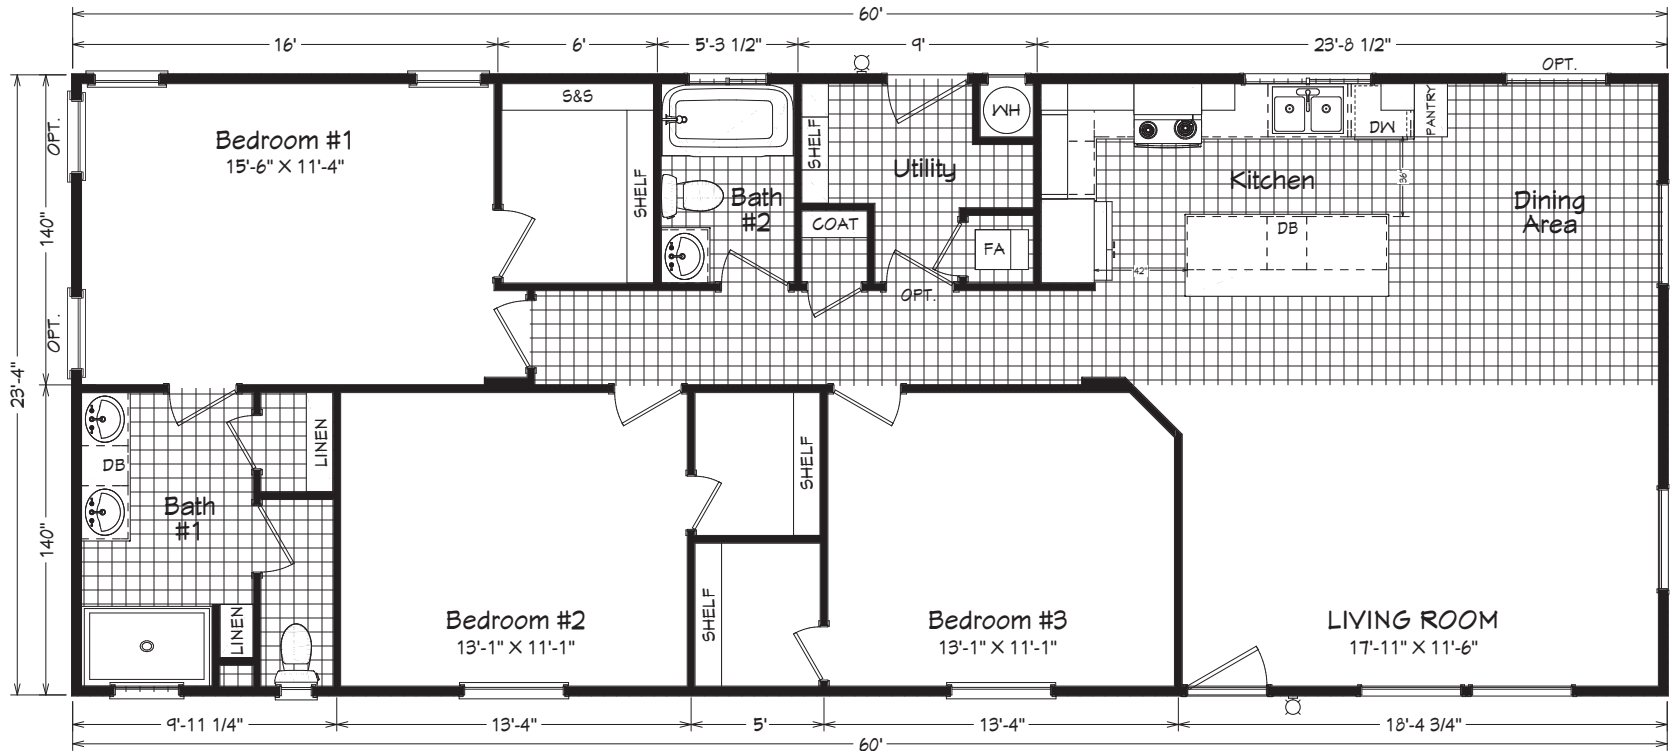 60'
16'
6'
5'-3 1/2"
9'
23'-8 1/2"
OPT.
S&S
Bedroom #1
15'-6" X 11'-4"
OPT.
SHELF
SHELF
WH
DW
PANTRY
Utility
Kitchen
36"
Bath
#2
Dining
Area
140"
COAT
DB
FA
42"
OPT.
OPT.
23'-4"
LINEN
SHELF
DB
Bath
#1
140"
LINEN
SHELF
Bedroom #2
13'-1" X 11'-1"
Bedroom #3
13'-1" X 11'-1"
LIVING ROOM
17'-11" X 11'-6"
9'-11 1/4"
13'-4"
5'
13'-4"
18'-4 3/4"
60'